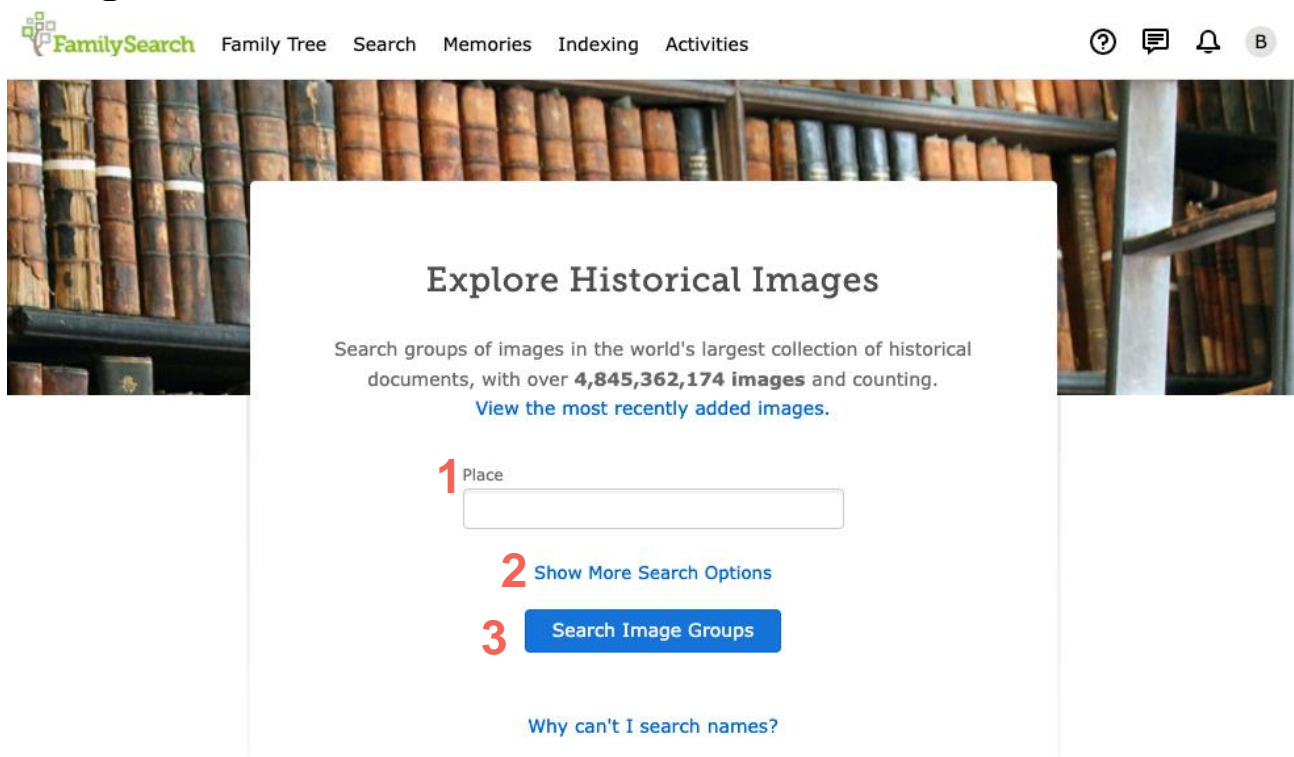 FamilySearch Family Tree Search Memories Indexing Activities B
Explore Historical Images
Search groups of images in the world's largest collection of historical
documents, with over 4,845,362,174 images and counting.
View the most recently added images.
1 Place
2 Show More Search Options
3 Search Image Groups
Why can't I search names?